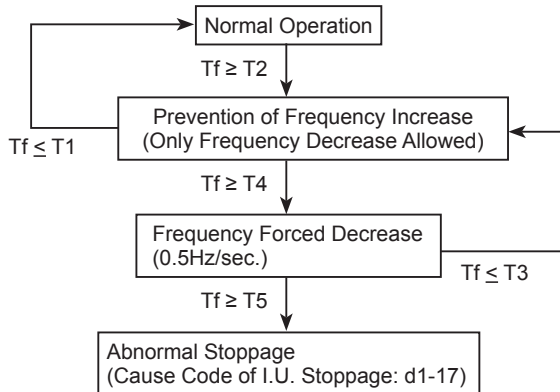 Normal Operation
Tf ≥ T2
Prevention of Frequency Increase
(Only Frequency Decrease Allowed)
Tf ≤ T1
Tf ≥ T4
Frequency Forced Decrease
(0.5Hz/sec.)
Tf ≤ T3
Tf ≥ T5
Abnormal Stoppage
(Cause Code of I.U. Stoppage: d1-17)